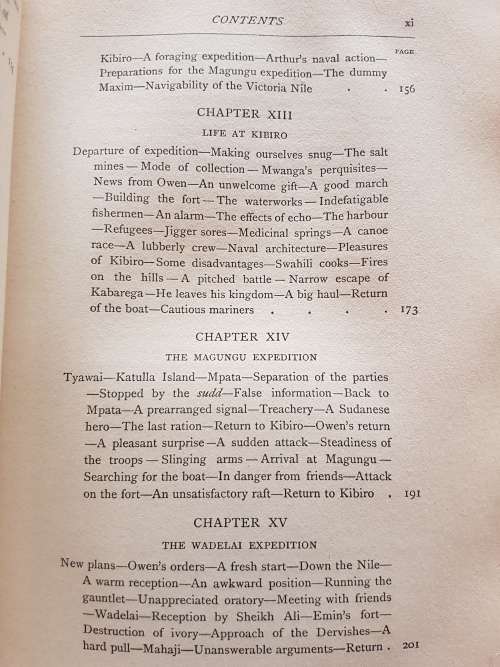 CONTENTS xi
PAGE
Kibiro—A foraging expedition—Arthur's naval action—
Preparations for the Magungu expedition—The dummy
Maxim—Navigability of the Victoria Nile . . 156
CHAPTER XIII
LIFE AT KIBIRO
Departure of expedition—Making ourselves snug—The salt
mines—Mode of collection—Mwanga's perquisites—
News from Owen—An unwelcome gift—A good march
—Building the fort—The waterworks—Indefatigable
fishermen—An alarm—The effects of echo—The harbour
—Refugees—Jigger sores—Medicinal springs—A canoe
race—A lubberly crew—Naval architecture—Pleasures
of Kibiro—Some disadvantages—Swahili cooks—Fires
on the hills—A pitched battle—Narrow escape of
Kabarega—He leaves his kingdom—A big haul—Return
of the boat—Cautious mariners . . . . 173
CHAPTER XIV
THE MAGUNGU EXPEDITION
Tyawai—Katulla Island—Mpata—Separation of the parties
—Stopped by the sudd—False information—Back to
Mpata—A prearranged signal—Treachery—A Sudanese
hero—The last ration—Return to Kibiro—Owen's return
—A pleasant surprise—A sudden attack—Steadiness of
the troops—Slinging arms—Arrival at Magungu—
Searching for the boat—In danger from friends—Attack
on the fort—An unsatisfactory raft—Return to Kibiro . 191
CHAPTER XV
THE WADELAI EXPEDITION
New plans—Owen's orders—A fresh start—Down the Nile—
A warm reception—An awkward position—Running the
gauntlet—Unappreciated oratory—Meeting with friends
—Wadelai—Reception by Sheikh Ali—Emin's fort—
Destruction of ivory—Approach of the Dervishes—A
hard pull—Mahaji—Unanswerable arguments—Return . 201